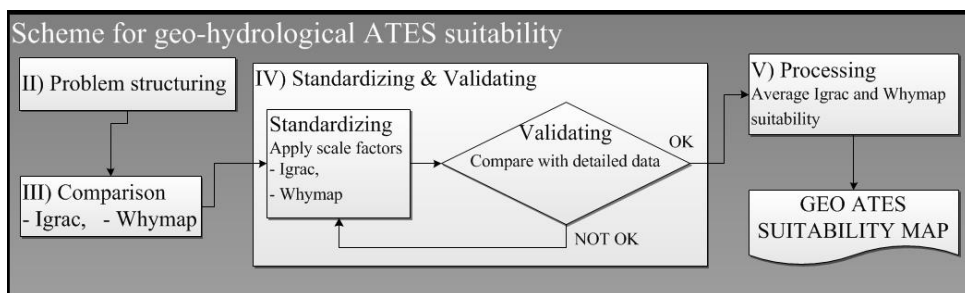 Scheme for geo-hydrological ATES suitability
II) Problem structuring
III) Comparison
- Igrac, - Whymap
IV) Standardizing & Validating
Standardizing
Apply scale factors
- Igrac,
- Whymap
Validating
Compare with detailed data
OK
NOT OK
V) Processing
Average Igrac and Whymap
suitability
GEO ATES
SUITABILITY MAP